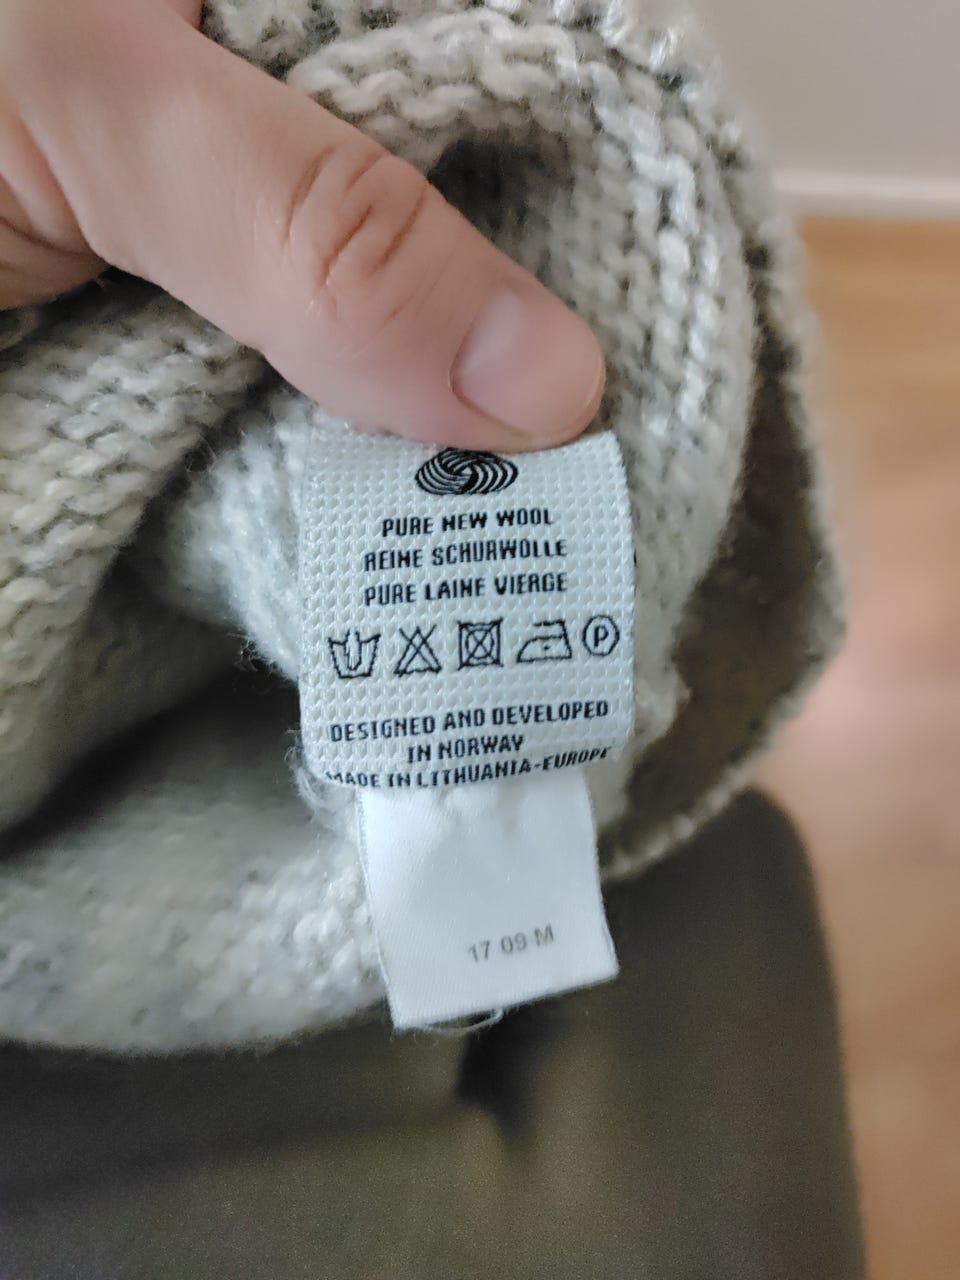 PURE NEW WOOL
REINE SCHURWOLLE
PURE LAINE VIERGE
P
DESIGNED AND DEVELOPED
IN NORWAY
MADE IN LITHUANIA-EUROPE
17 09 M